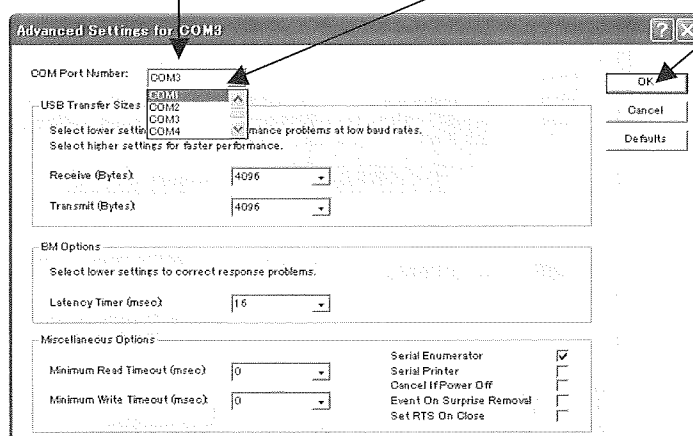 Advanced Settings for COM3
COM Port Number:
COM3
COM1
COM2
COM3
COM4
OK
Cancel
Defaults
USB Transfer Sizes
Select lower settin mance problems at low baud rates.
Select higher settings for faster performance.
Receive (Bytes):
4096
Transmit (Bytes):
4096
BM Options
Select lower settings to correct response problems.
Latency Timer (msec):
16
Miscellaneous Options
Minimum Read Timeout (msec):
0
Minimum Write Timeout (msec):
0
Serial Enumerator
Serial Printer
Cancel If Power Off
Event On Surprise Removal
Set RTS On Close